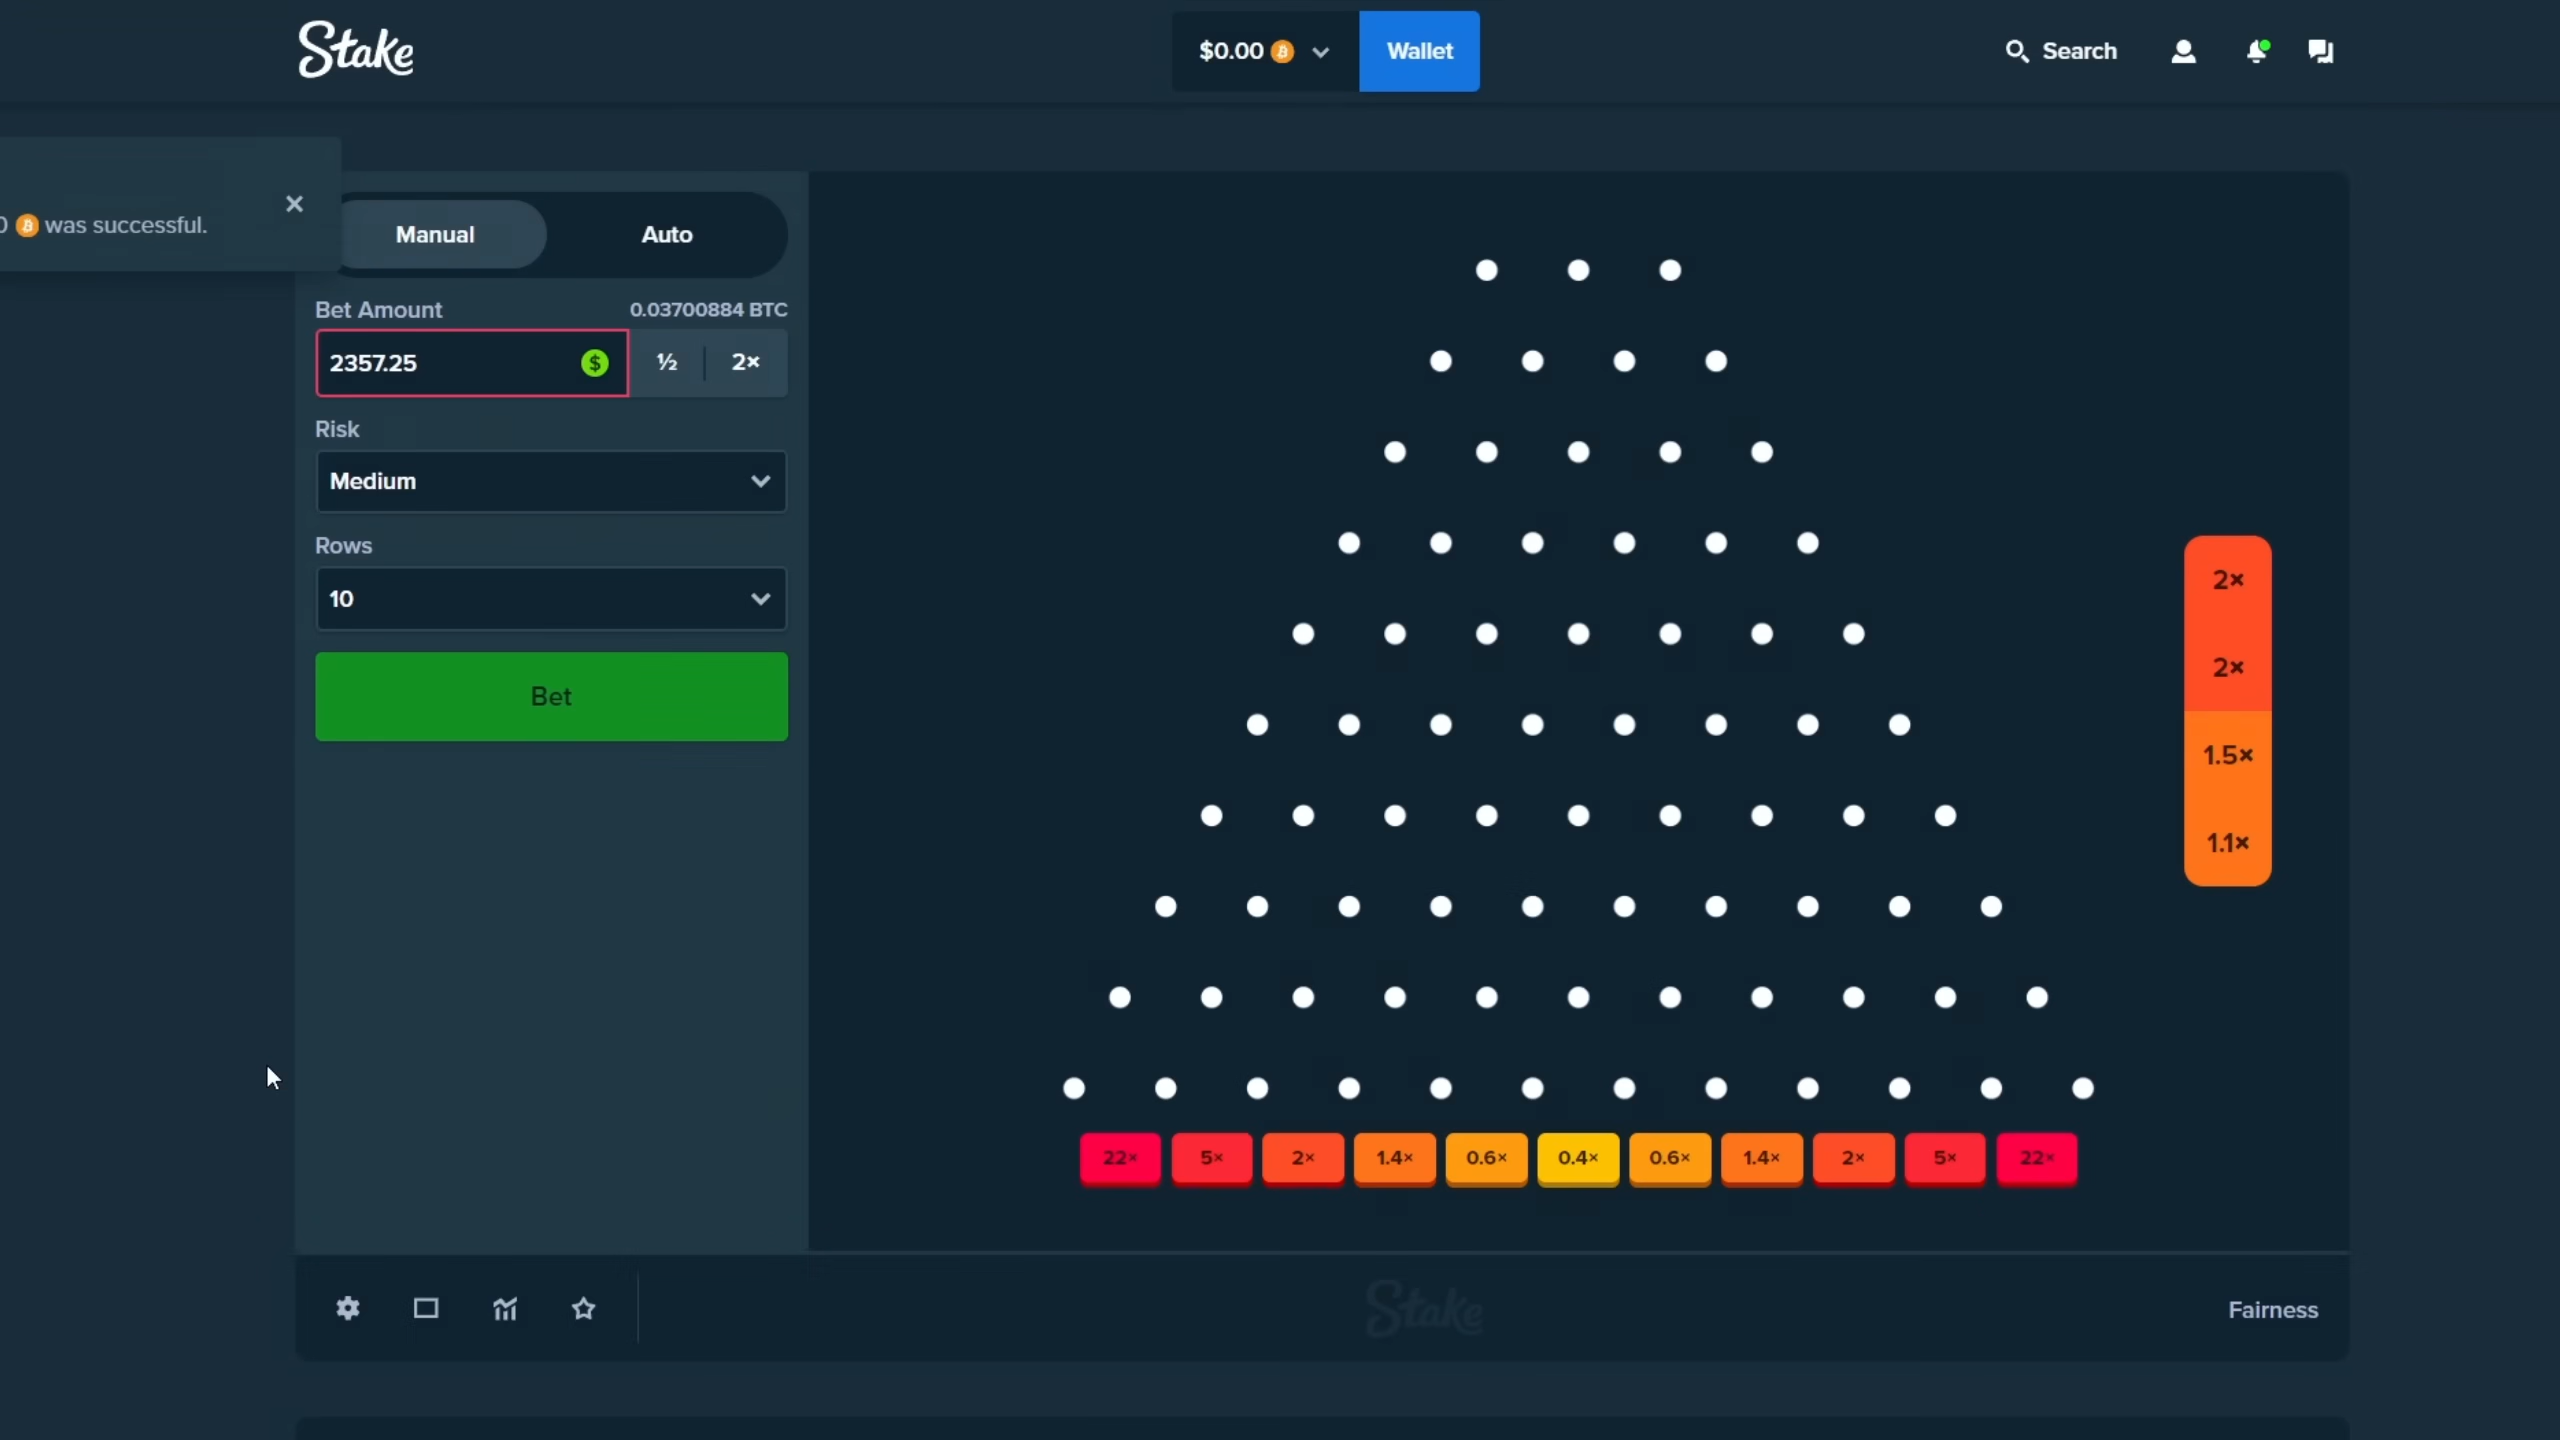 Stake
$0.00
Wallet
Search
0 was successful.
Manual
Auto
Bet Amount
0.03700884 BTC
2357.25
½
2×
Risk
Medium
Rows
10
Bet
2×
2×
1.5×
1.1×
22×
5×
2×
1.4×
0.6×
0.4×
0.6×
1.4×
2×
5×
22×
Stake
Fairness